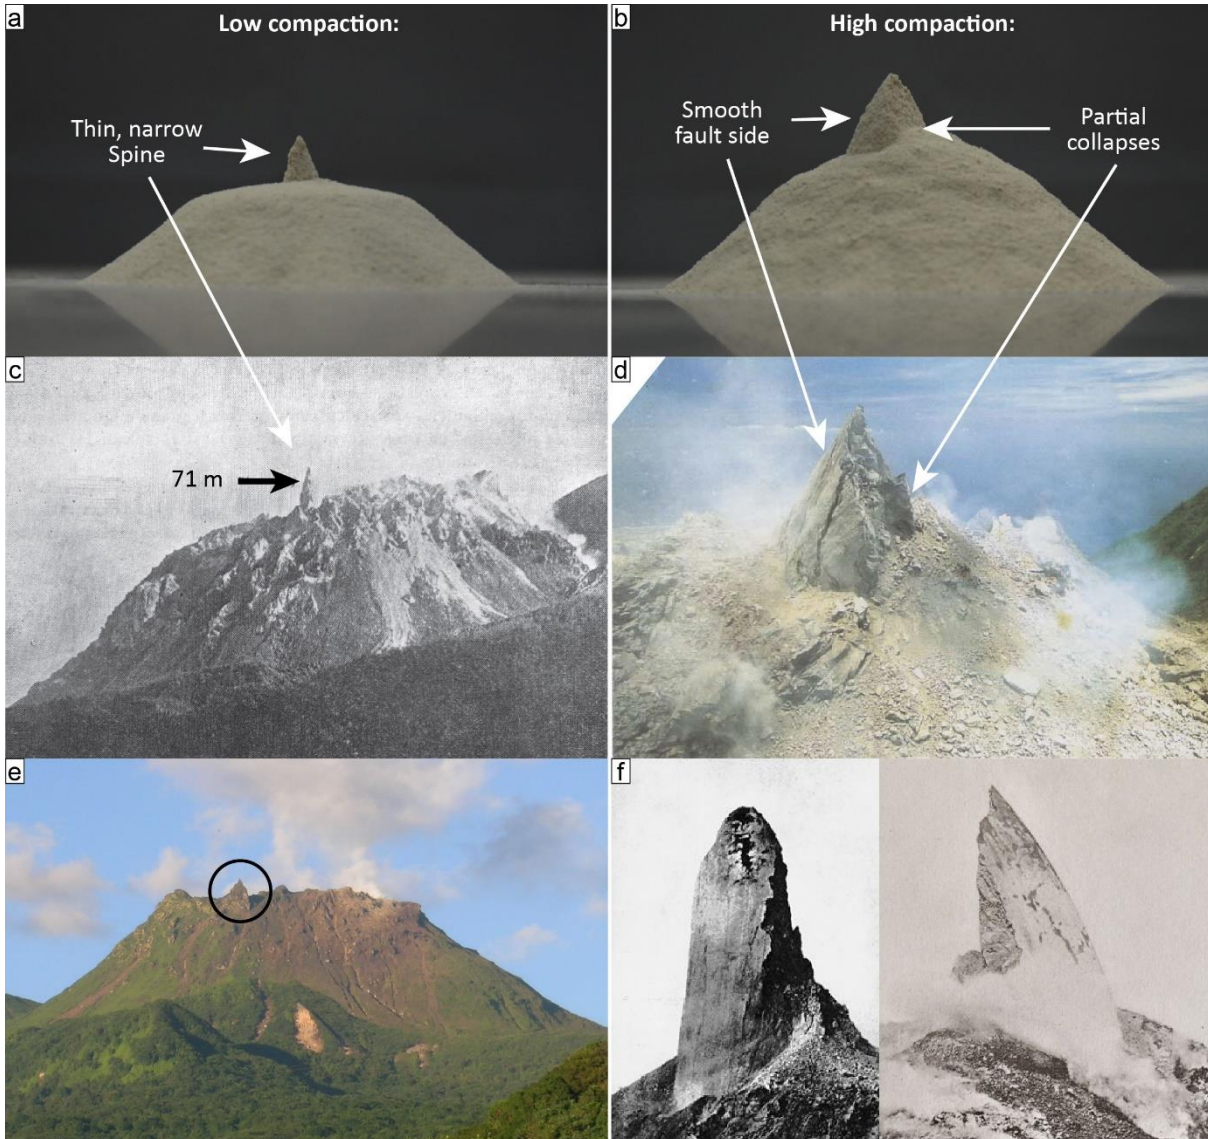 a
Low compaction:
Thin, narrow
Spine
b
High compaction:
Smooth
fault side
Partial
collapses
c
71 m
d
e
f